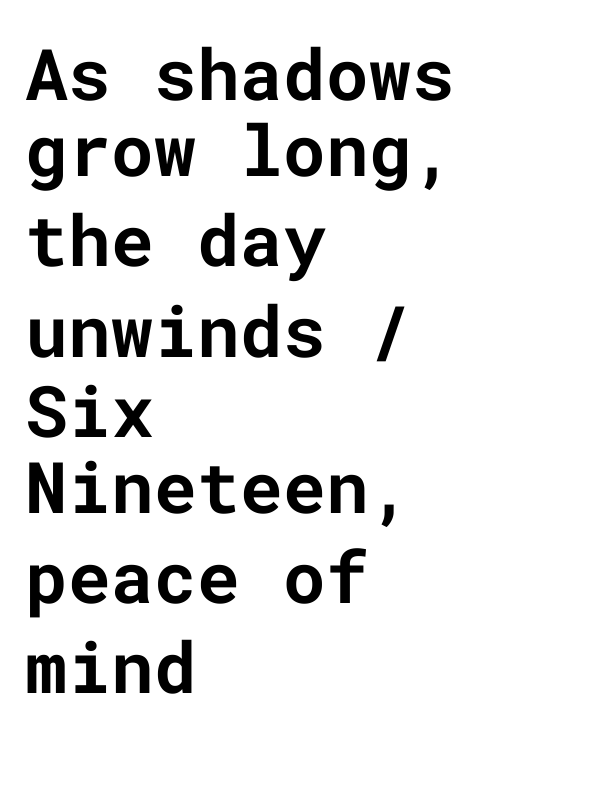 As shadows
grow long,
the day
unwinds /
Six
Nineteen,
peace of
mind